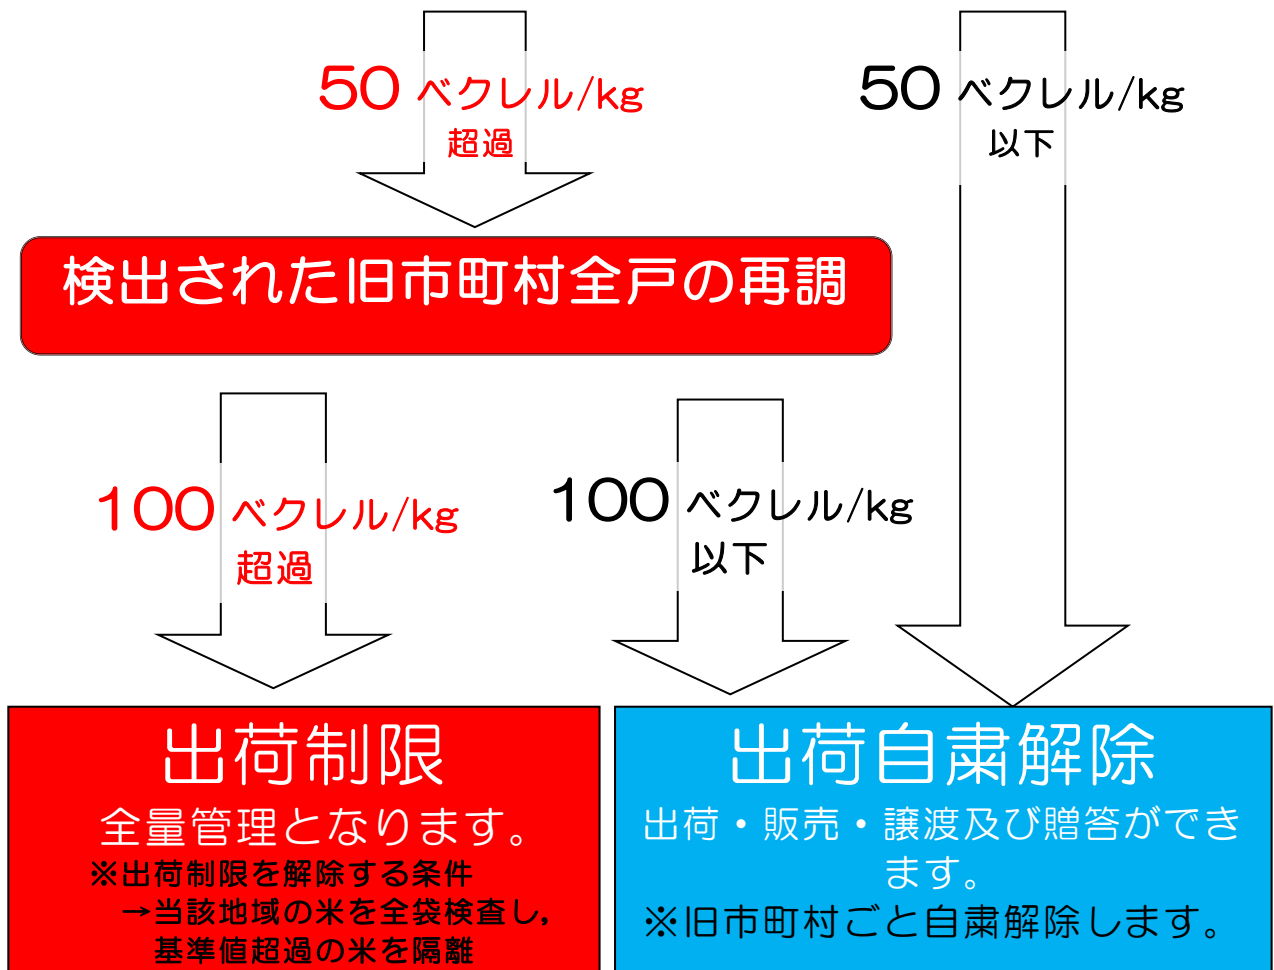 50 ベクレル/kg
超過
50 ベクレル/kg
以下
検出された旧市町村全戸の再調
100 ベクレル/kg
超過
100 ベクレル/kg
以下
出荷制限
全量管理となります。
※出荷制限を解除する条件
→当該地域の米を全袋検査し,
基準値超過の米を隔離
出荷自粛解除
出荷・販売・譲渡及び贈答ができ
ます。
※旧市町村ごと自粛解除します。